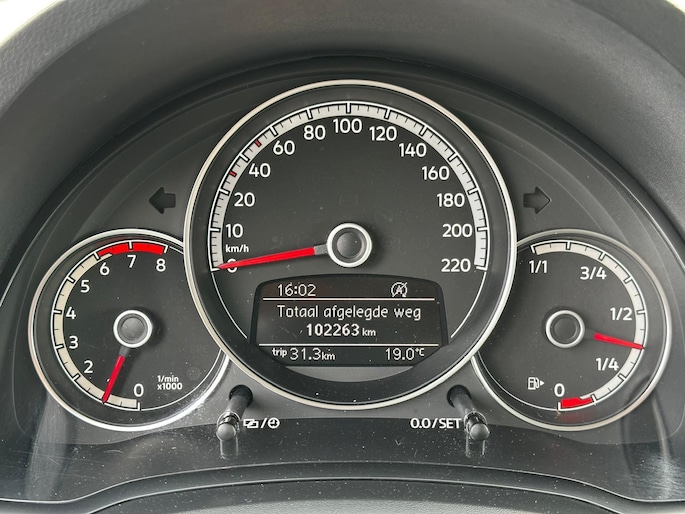 80 100 120
60 140
40 160
20 180
10 200
km/h
0 220
16:02
Totaal afgelegde weg
102263 km
trip 31.3 km 19.0 °C
6 7 8
5
4
3
2
1
0
1/min
x1000
1/1 3/4
1/2
1/4
0
0.0/SET